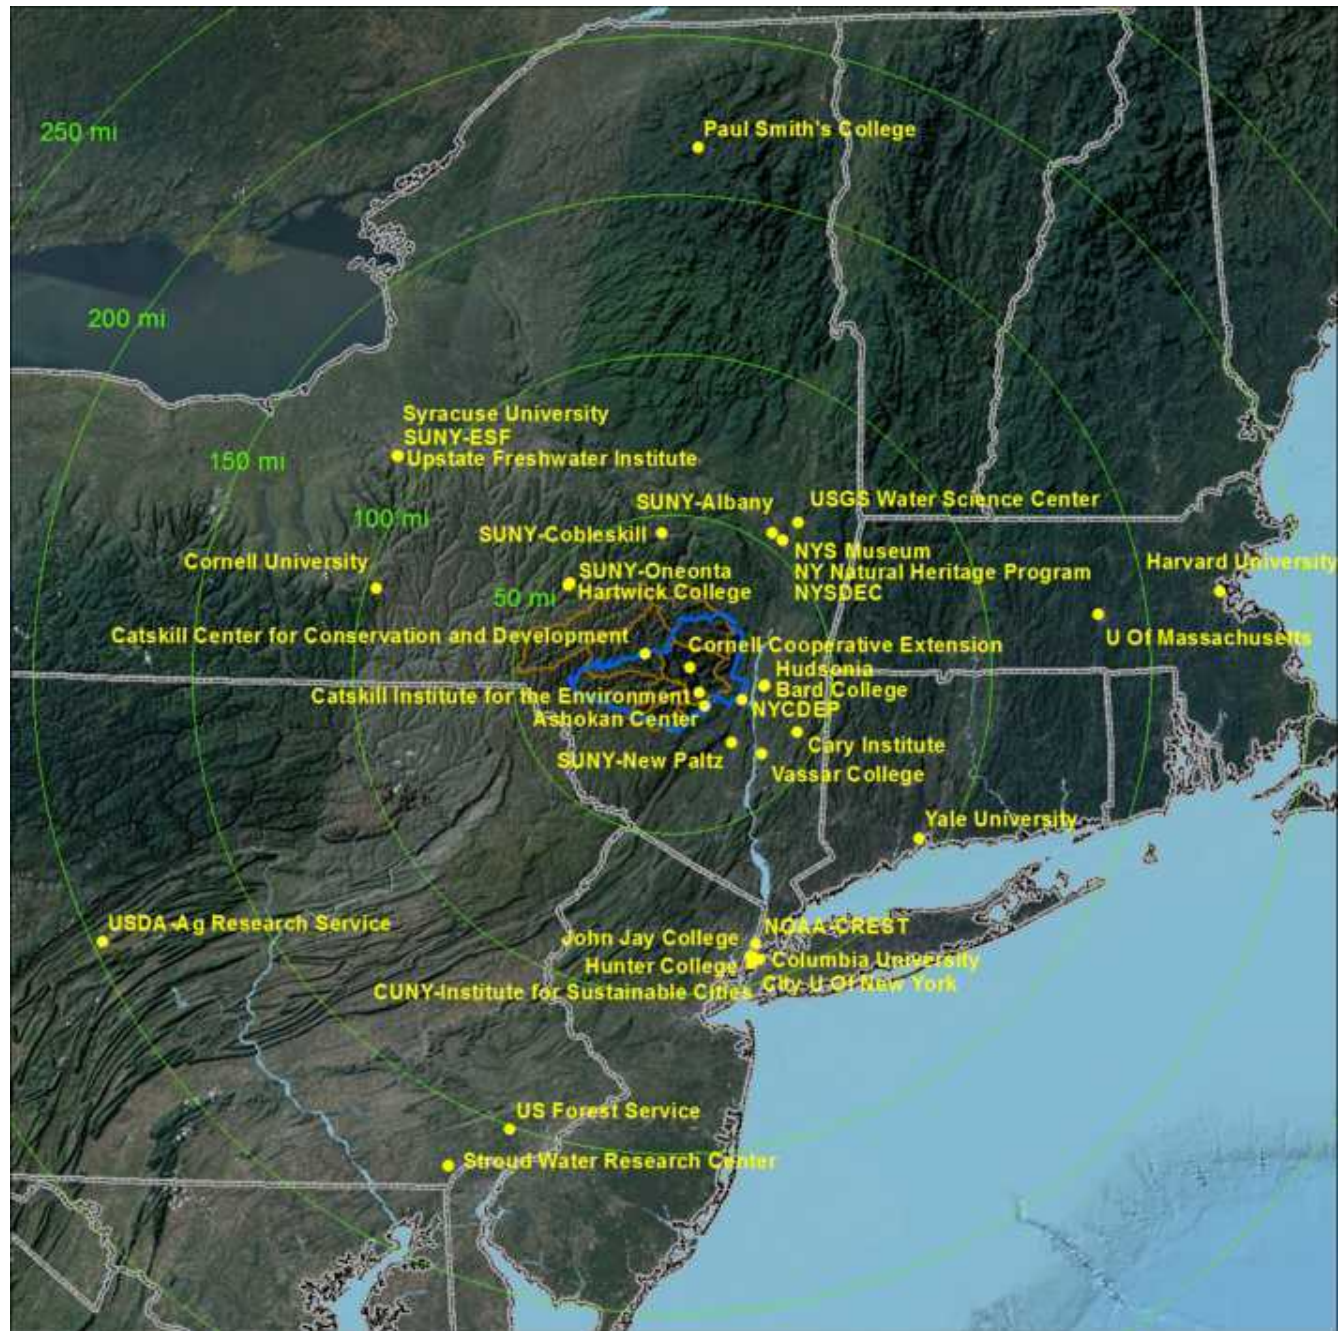 250 mi
Paul Smith's College
200 mi
Syracuse University
SUNY-ESF
Upstate Freshwater Institute
150 mi
100 mi
SUNY-Albany
USGS Water Science Center
SUNY-Cobleskill
NYS Museum
NY Natural Heritage Program
NYSDEC
Cornell University
Harvard University
SUNY-Oneonta
Hartwick College
50 mi
U Of Massachusetts
Catskill Center for Conservation and Development
Cornell Cooperative Extension
Hudsonia
Bard College
Catskill Institute for the Environment
NYCDEP
Ashokan Center
Cary Institute
SUNY-New Paltz
Vassar College
Yale University
USDA-Ag Research Service
NOAA-CREST
John Jay College
Columbia University
Hunter College
City U Of New York
CUNY-Institute for Sustainable Cities
US Forest Service
Stroud Water Research Center